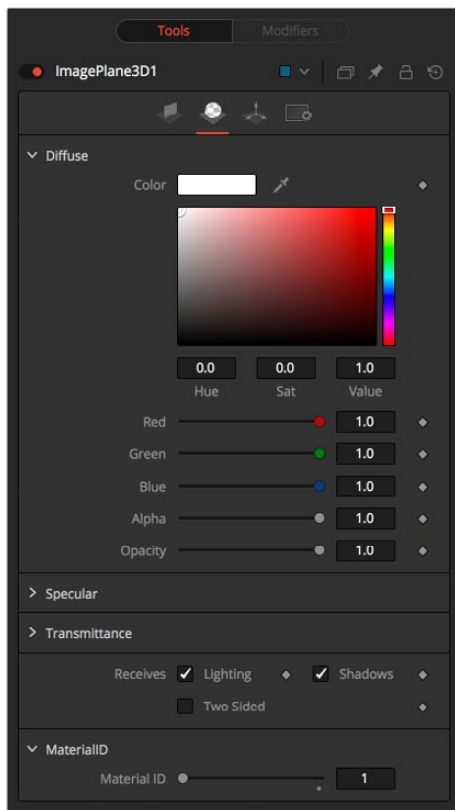 Tools Modifiers
ImagePlane3D1
Diffuse
Color
0.0 0.0 1.0
Hue Sat Value
Red 1.0
Green 1.0
Blue 1.0
Alpha 1.0
Opacity 1.0
Specular
Transmittance
Receives Lighting Shadows
Two Sided
MaterialID
Material ID 1